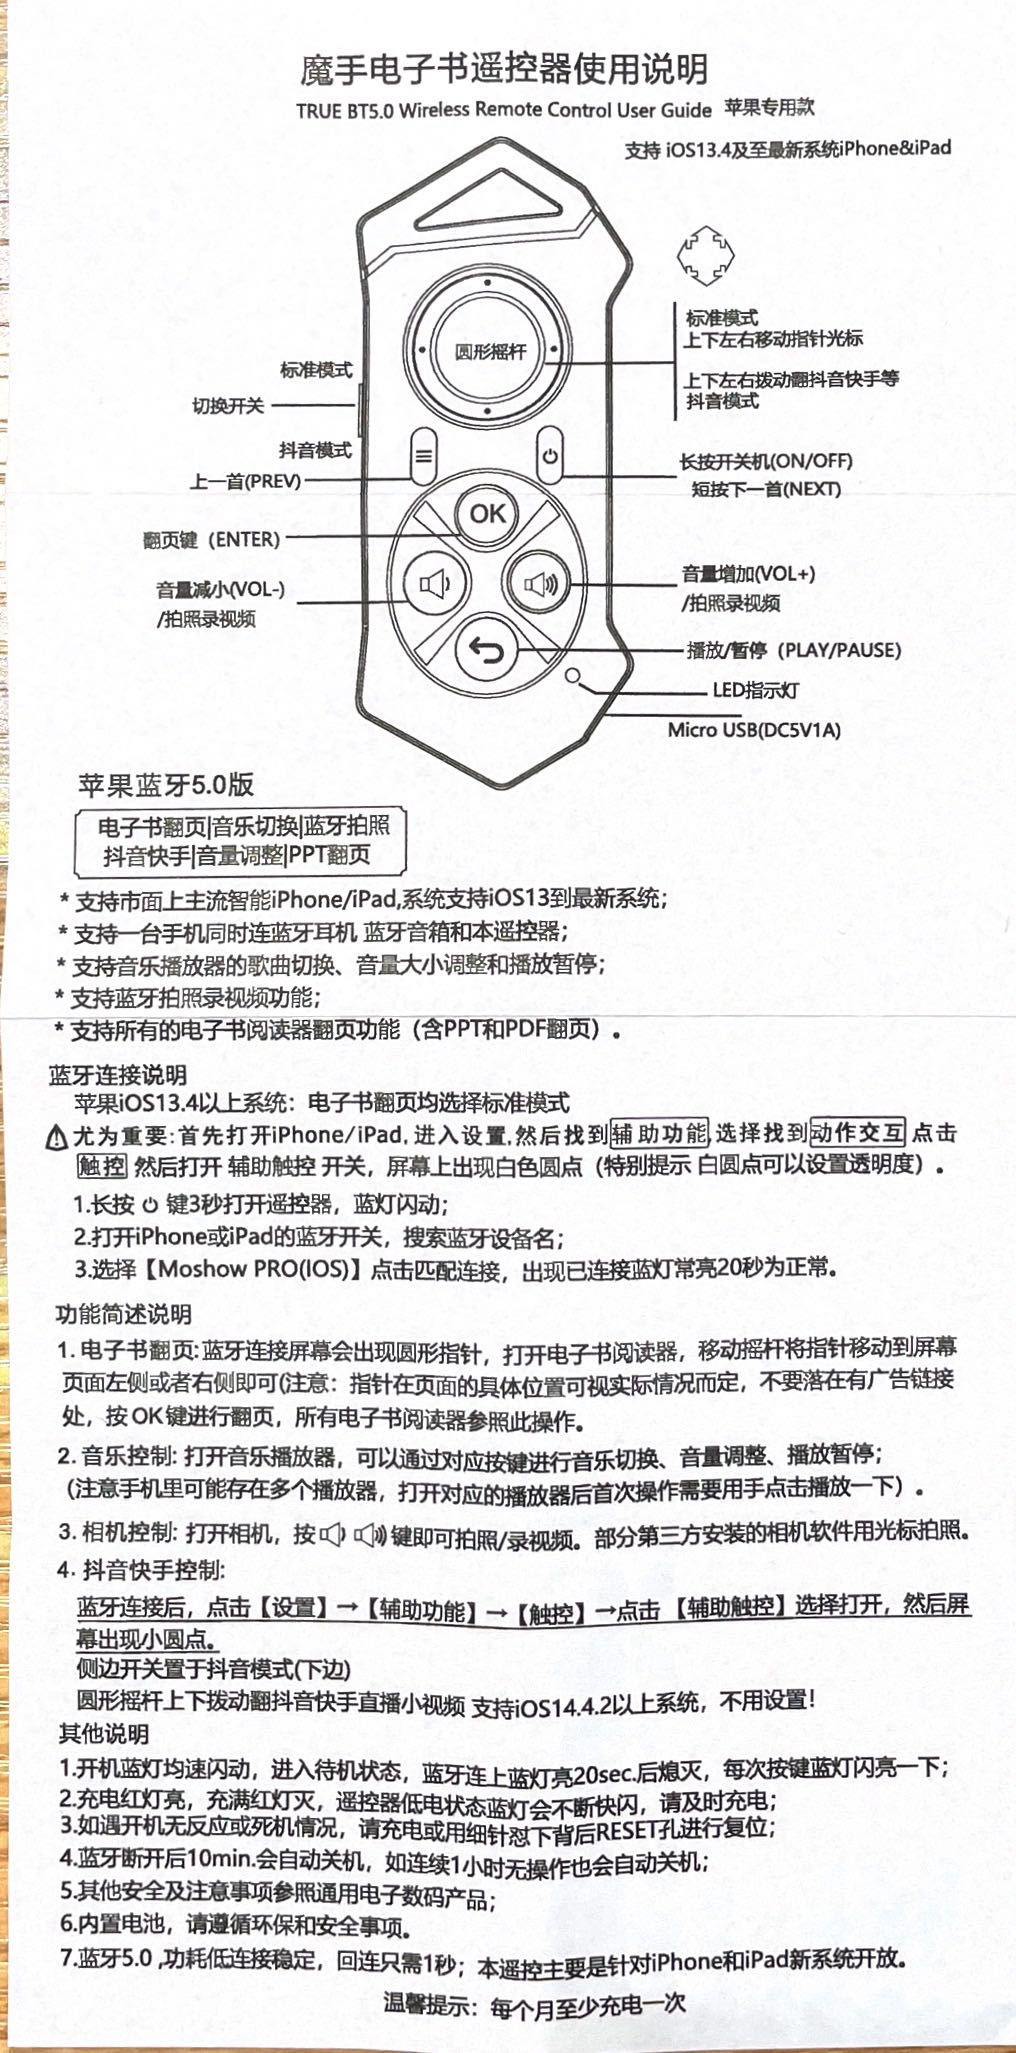 魔手电子书遥控器使用说明
TRUE BT5.0 Wireless Remote Control User Guide 苹果专用款
支持 iOS13.4及至最新系统iPhone&iPad
圆形摇杆
标准模式
上下左右移动指针光标
上下左右拨动翻抖音快手等
抖音模式
标准模式
切换开关
抖音模式
上一首(PREV)
长按开关机(ON/OFF)
短按下一首(NEXT)
OK
翻页键（ENTER)
音量减小(VOL-)
/拍照录视频
音量增加(VOL+)
/拍照录视频
播放/暂停（PLAY/PAUSE)
LED指示灯
Micro USB(DC5V1A)
苹果蓝牙5.0版
电子书翻页|音乐切换|蓝牙拍照
抖音快手|音量调整|PPT翻页
* 支持市面上主流智能iPhone/iPad,系统支持iOS13到最新系统；
* 支持一台手机同时连蓝牙耳机 蓝牙音箱和本遥控器；
* 支持音乐播放器的歌曲切换、音量大小调整和播放暂停；
* 支持蓝牙拍照录视频功能；
* 支持所有的电子书阅读器翻页功能（含PPT和PDF翻页）。
蓝牙连接说明
苹果iOS13.4以上系统：电子书翻页均选择标准模式
尤为重要:首先打开iPhone/iPad,进入设置,然后找到辅助功能,选择找到动作交互点击
触控 然后打开 辅助触控 开关，屏幕上出现白色圆点（特别提示 白圆点可以设置透明度）。
1.长按 ⏻ 键3秒打开遥控器，蓝灯闪动；
2.打开iPhone或iPad的蓝牙开关，搜索蓝牙设备名；
3.选择【Moshow PRO(IOS)】点击匹配连接，出现已连接蓝灯常亮20秒为正常。
功能简述说明
1. 电子书翻页:蓝牙连接屏幕会出现圆形指针，打开电子书阅读器，移动摇杆将指针移动到屏幕
页面左侧或者右侧即可(注意：指针在页面的具体位置可视实际情况而定，不要落在有广告链接
处，按OK键进行翻页，所有电子书阅读器参照此操作。
2. 音乐控制: 打开音乐播放器，可以通过对应按键进行音乐切换、音量调整、播放暂停；
(注意手机里可能存在多个播放器，打开对应的播放器后首次操作需要用手点击播放一下）。
3. 相机控制: 打开相机，按 键即可拍照/录视频。部分第三方安装的相机软件用光标拍照。
4. 抖音快手控制:
蓝牙连接后，点击【设置】→【辅助功能】→【触控】→点击【辅助触控】选择打开，然后屏
幕出现小圆点。
侧边开关置于抖音模式(下边)
圆形摇杆上下拨动翻抖音快手直播小视频 支持iOS14.4.2以上系统，不用设置！
其他说明
1.开机蓝灯均速闪动，进入待机状态，蓝牙连上蓝灯亮20sec.后熄灭，每次按键蓝灯闪亮一下；
2.充电红灯亮，充满红灯灭，遥控器低电状态蓝灯会不断快闪，请及时充电；
3.如遇开机无反应或死机情况，请充电或用细针怼下背后RESET孔进行复位；
4.蓝牙断开后10min.会自动关机，如连续1小时无操作也会自动关机；
5.其他安全及注意事项参照通用电子数码产品；
6.内置电池，请遵循环保和安全事项。
7.蓝牙5.0 ,功耗低连接稳定，回连只需1秒；本遥控主要是针对iPhone和iPad新系统开放。
温馨提示：每个月至少充电一次